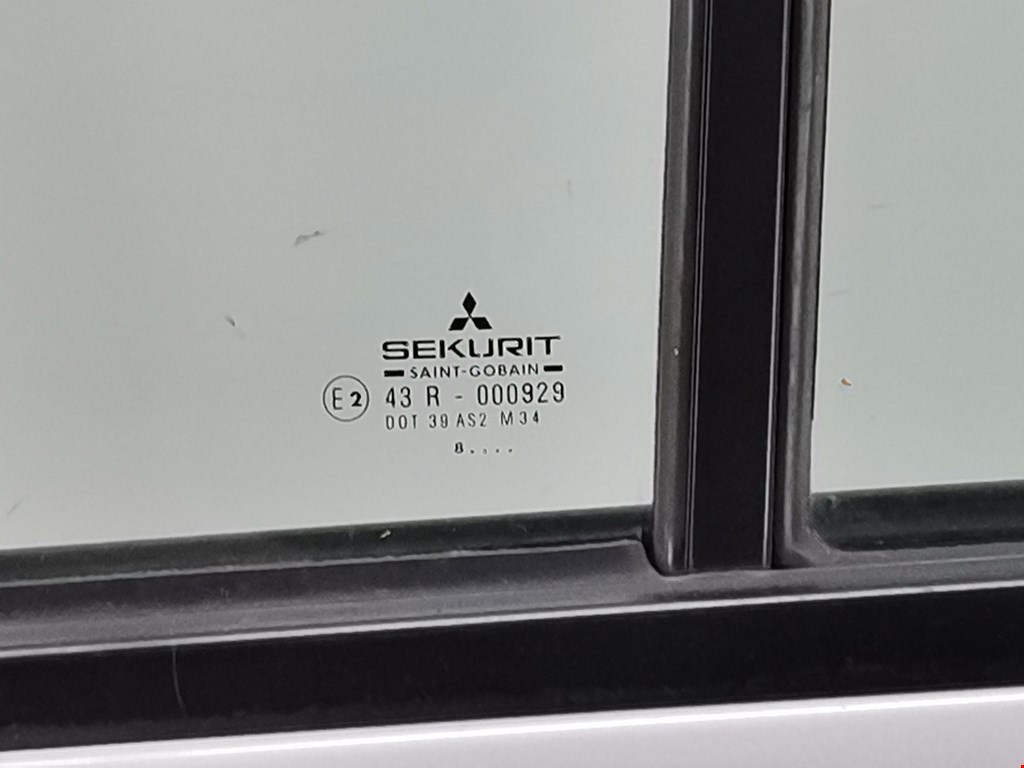 SEKURIT
SAINT-GOBAIN
E2 43 R - 000929
DOT 39 AS2 M34
8....